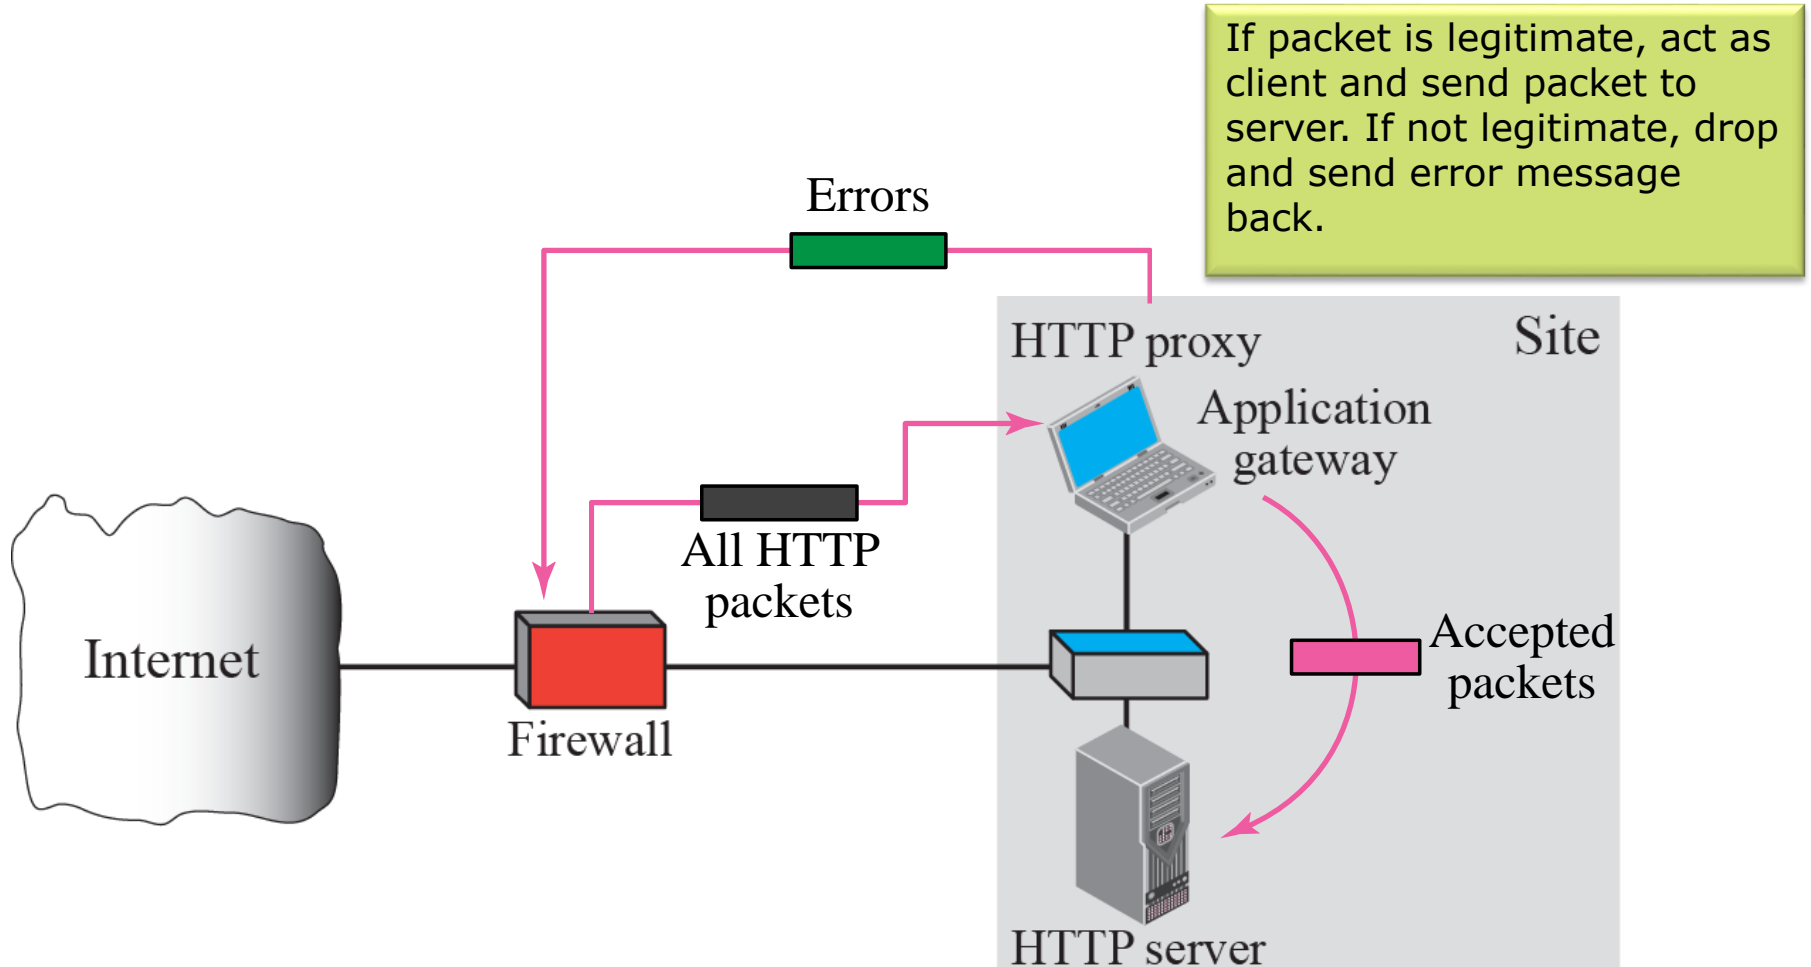 If packet is legitimate, act as
client and send packet to
server. If not legitimate, drop
and send error message
back.
Errors
HTTP proxy
Site
Application
gateway
All HTTP
packets
Internet
Firewall
Accepted
packets
HTTP server